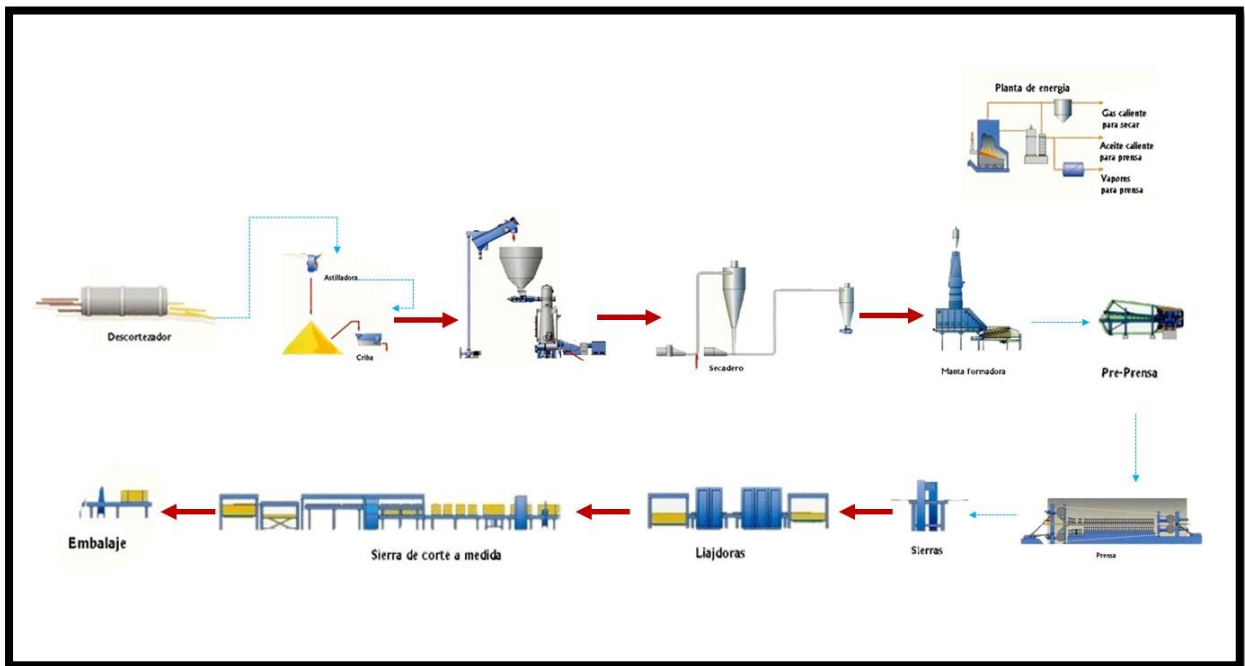 Planta de energia
Gas caliente
para secar
Aceite caliente
para prensa
Vapores
para prensa
Astilladora
Descortezador
Criba
Secadero
Manta formadora
Pre-Prensa
Embalaje
Sierra de corte a medida
Liajdoras
Sierras
Prensa